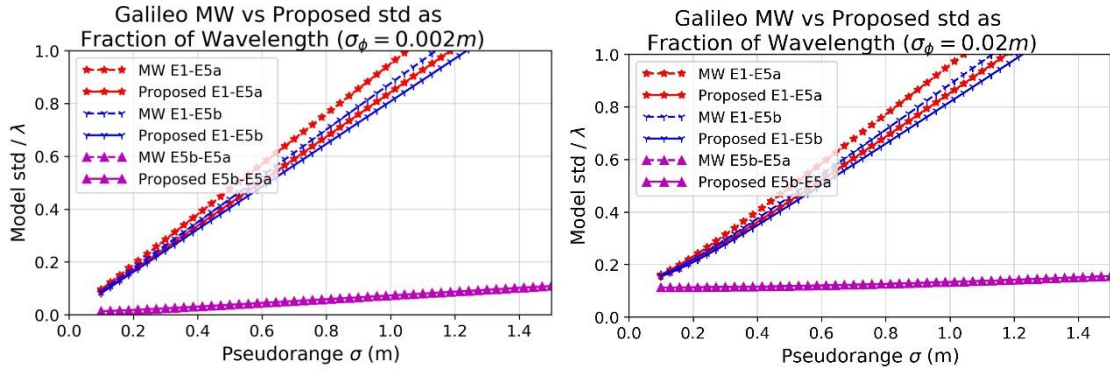 Galileo MW vs Proposed std as
Fraction of Wavelength (σ_ϕ = 0.002m)
1.0
0.8
0.6
0.4
0.2
0.0
Model std / λ
MW E1-E5a
Proposed E1-E5a
MW E1-E5b
Proposed E1-E5b
MW E5b-E5a
Proposed E5b-E5a
0.0 0.2 0.4 0.6 0.8 1.0 1.2 1.4
Pseudorange σ (m)
Galileo MW vs Proposed std as
Fraction of Wavelength (σ_ϕ = 0.02m)
1.0
0.8
0.6
0.4
0.2
0.0
Model std / λ
MW E1-E5a
Proposed E1-E5a
MW E1-E5b
Proposed E1-E5b
MW E5b-E5a
Proposed E5b-E5a
0.0 0.2 0.4 0.6 0.8 1.0 1.2 1.4
Pseudorange σ (m)